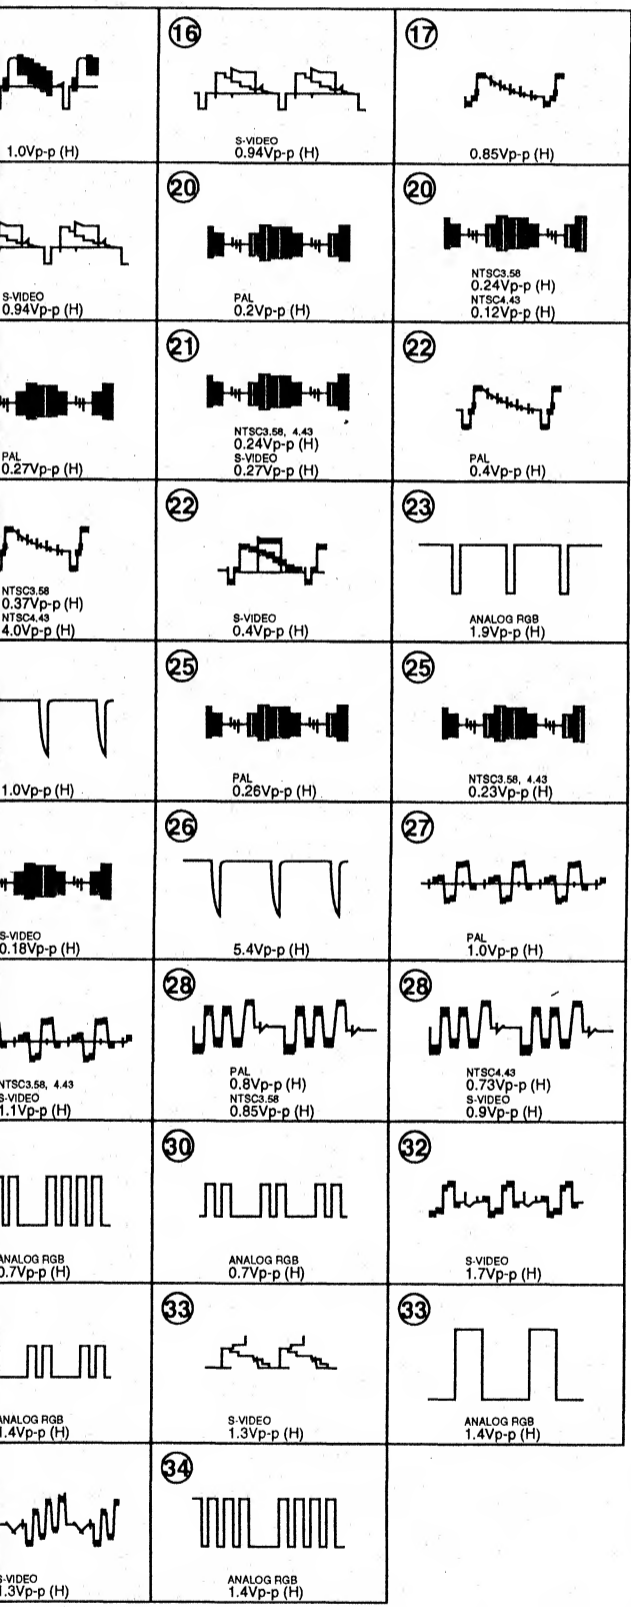 1.0Vp-p (H)
16
S-VIDEO
0.94Vp-p (H)
17
0.85Vp-p (H)
S-VIDEO
0.94Vp-p (H)
20
PAL
0.2Vp-p (H)
20
NTSC3.58
0.24Vp-p (H)
NTSC4.43
0.12Vp-p (H)
PAL
0.27Vp-p (H)
21
NTSC3.58, 4.43
0.24Vp-p (H)
S-VIDEO
0.27Vp-p (H)
22
PAL
0.4Vp-p (H)
NTSC3.58
0.37Vp-p (H)
NTSC4.43
4.0Vp-p (H)
22
S-VIDEO
0.4Vp-p (H)
23
ANALOG RGB
1.9Vp-p (H)
1.0Vp-p (H)
25
PAL
0.26Vp-p (H)
25
NTSC3.58, 4.43
0.23Vp-p (H)
S-VIDEO
0.18Vp-p (H)
26
5.4Vp-p (H)
27
PAL
1.0Vp-p (H)
NTSC3.58, 4.43
S-VIDEO
1.1Vp-p (H)
28
PAL
0.8Vp-p (H)
NTSC3.58
0.85Vp-p (H)
28
NTSC4.43
0.73Vp-p (H)
S-VIDEO
0.9Vp-p (H)
ANALOG RGB
0.7Vp-p (H)
30
ANALOG RGB
0.7Vp-p (H)
32
S-VIDEO
1.7Vp-p (H)
ANALOG RGB
1.4Vp-p (H)
33
S-VIDEO
1.3Vp-p (H)
33
ANALOG RGB
1.4Vp-p (H)
S-VIDEO
1.3Vp-p (H)
34
ANALOG RGB
1.4Vp-p (H)